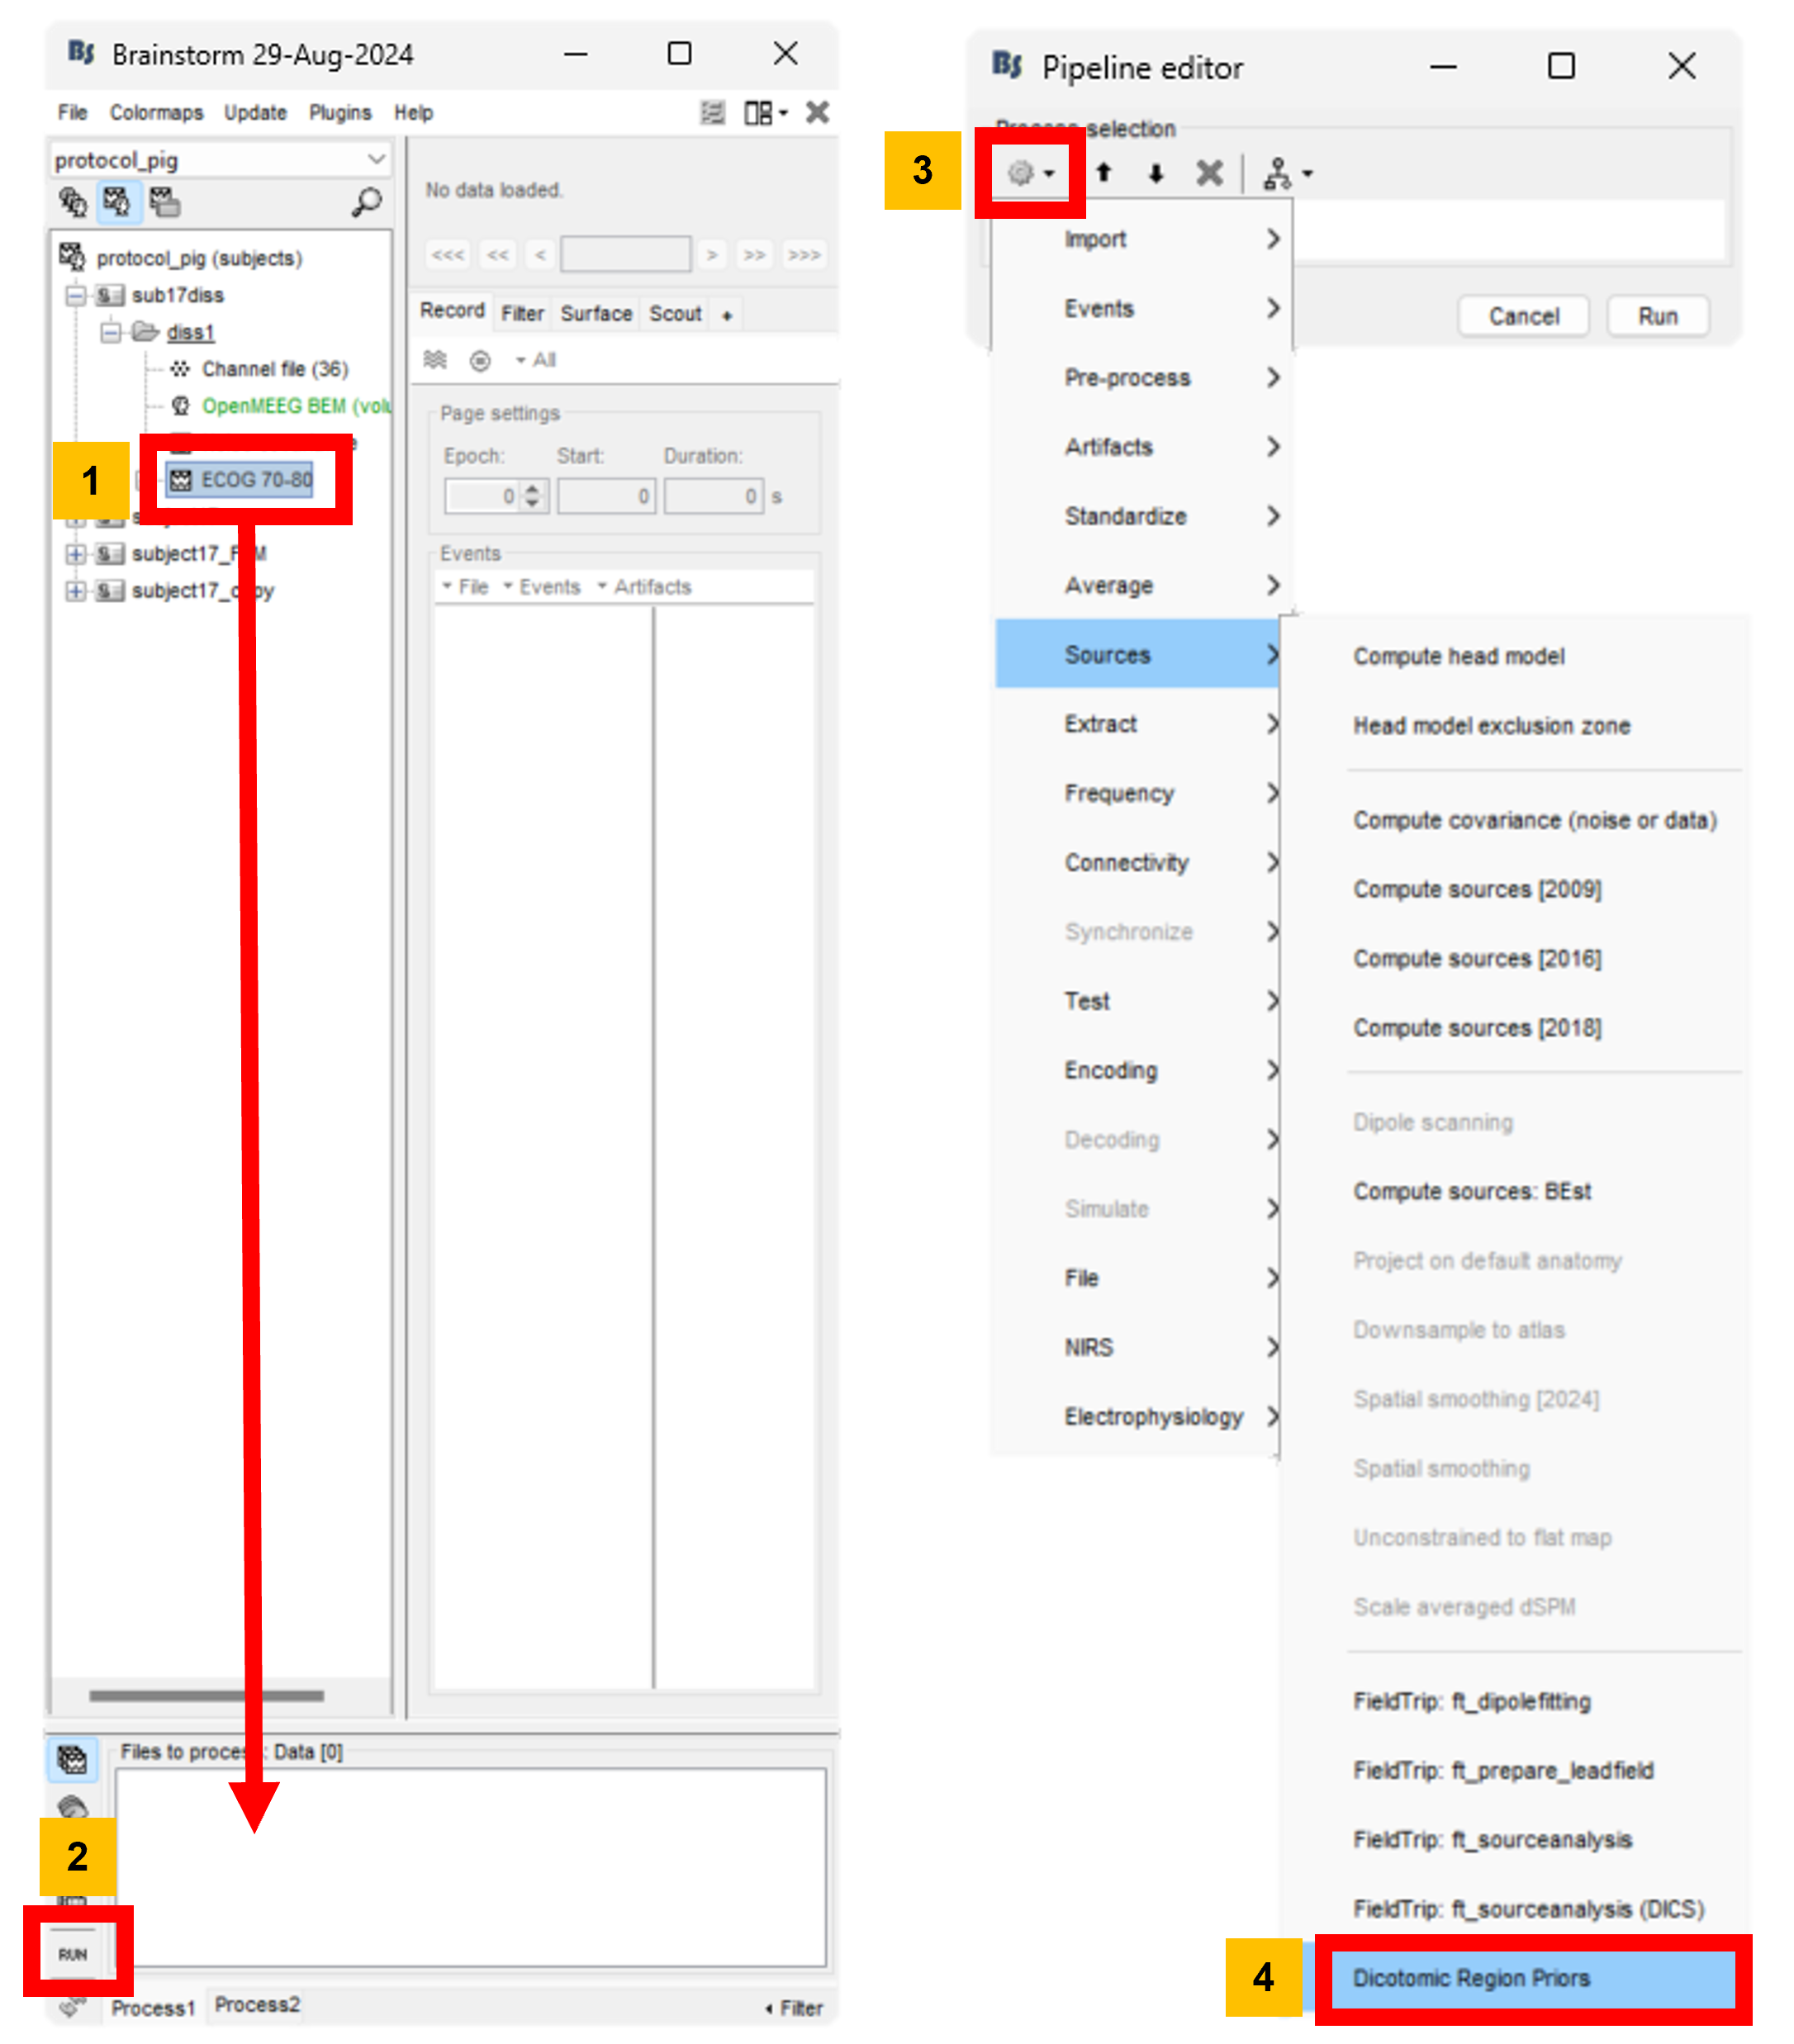 Brainstorm 29-Aug-2024
File Colormaps Update Plugins Help
protocol_pig
protocol_pig (subjects)
sub17diss
diss1
Channel file (36)
OpenMEEG BEM (volu
1
ECOG 70-80
subject17_F M
subject17_c py
No data loaded.
<<< << < > >> >>>
Record Filter Surface Scout +
All
Page settings
Epoch: Start: Duration:
0 0 0 s
Events
File Events Artifacts
Files to proces : Data [0]
2
RUN
Process1 Process2 Filter
Pipeline editor
selection
3
Cancel Run
Import
Events
Pre-process
Artifacts
Standardize
Average
Sources
Extract
Frequency
Connectivity
Synchronize
Test
Encoding
Decoding
Simulate
File
NIRS
Electrophysiology
Compute head model
Head model exclusion zone
Compute covariance (noise or data)
Compute sources [2009]
Compute sources [2016]
Compute sources [2018]
Dipole scanning
Compute sources: BEst
Project on default anatomy
Downsample to atlas
Spatial smoothing [2024]
Spatial smoothing
Unconstrained to flat map
Scale averaged dSPM
FieldTrip: ft_dipolefitting
FieldTrip: ft_prepare_leadfield
FieldTrip: ft_sourceanalysis
FieldTrip: ft_sourceanalysis (DICS)
4
Dicotomic Region Priors